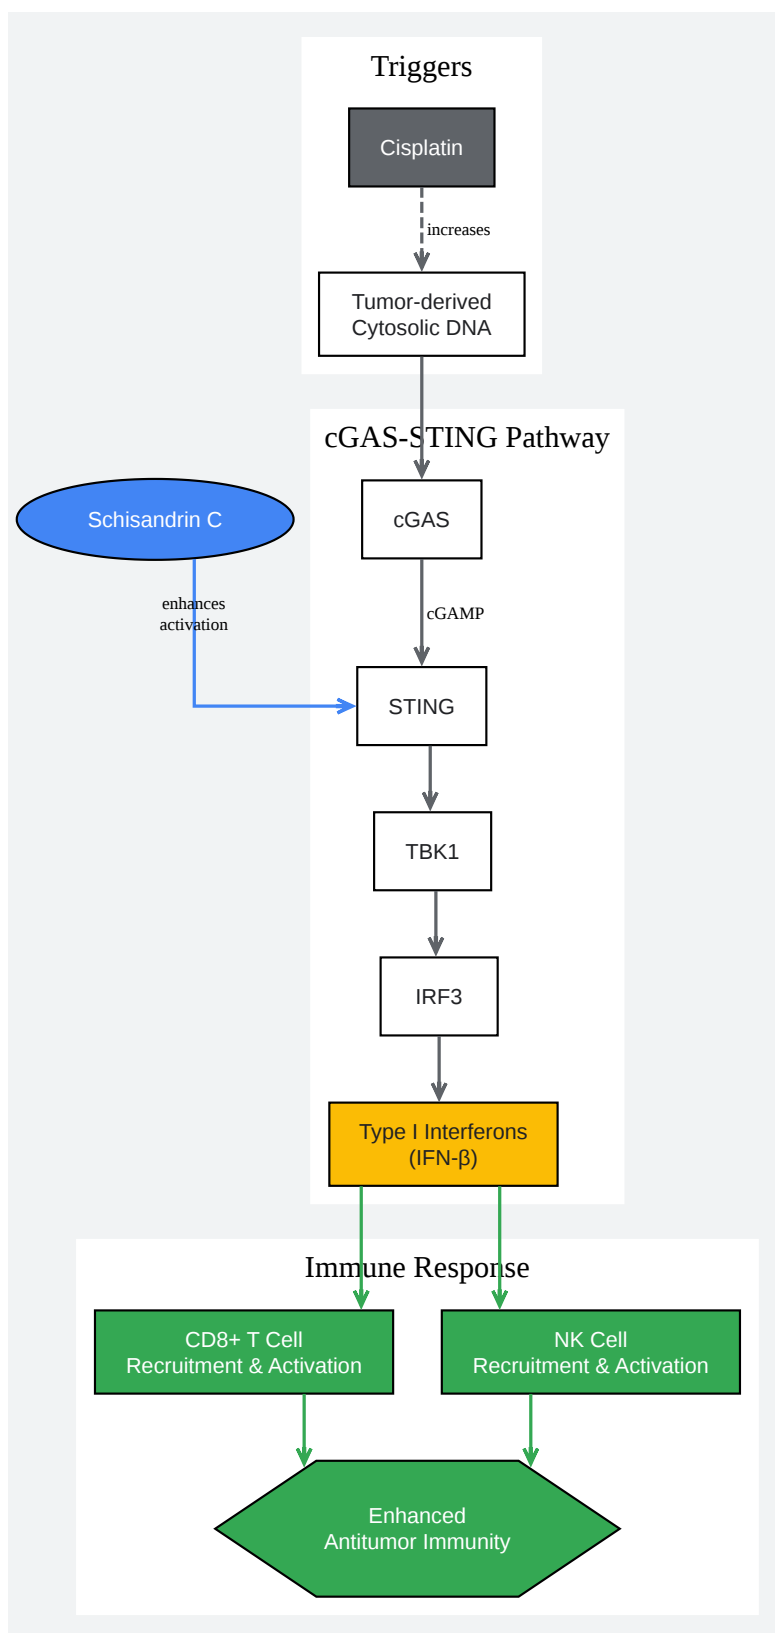 Triggers
Cisplatin
increases
Tumor-derived
Cytosolic DNA
cGAS-STING Pathway
Schisandrin C
cGAS
enhances
activation
cGAMP
STING
TBK1
IRF3
Type I Interferons
(IFN-β)
Immune Response
CD8+ T Cell
Recruitment & Activation
NK Cell
Recruitment & Activation
Enhanced
Antitumor Immunity